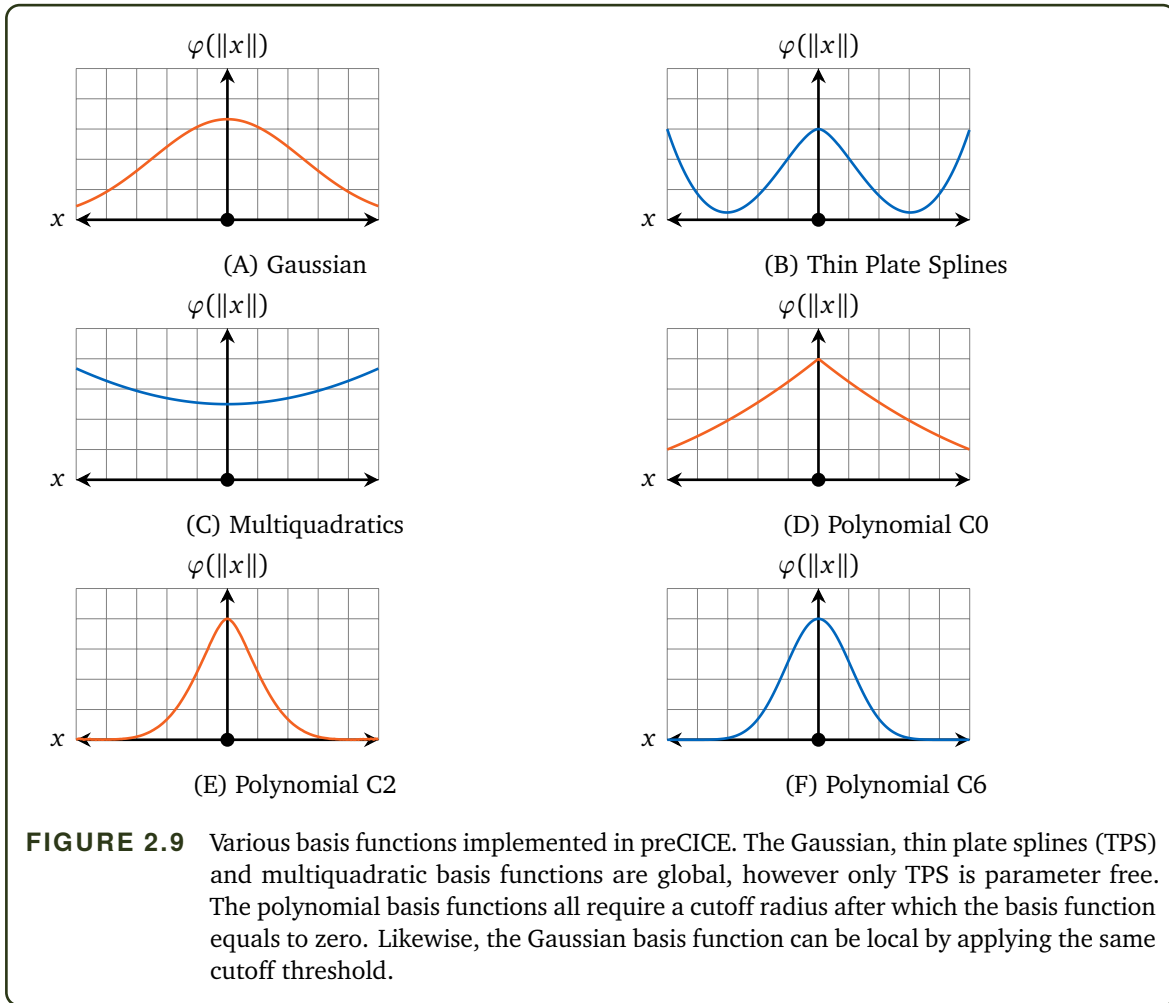 φ(∥x∥)
φ(∥x∥)
x
x
(A) Gaussian
(B) Thin Plate Splines
φ(∥x∥)
φ(∥x∥)
x
x
(C) Multiquadratics
(D) Polynomial C0
φ(∥x∥)
φ(∥x∥)
x
x
(E) Polynomial C2
(F) Polynomial C6
FIGURE 2.9 Various basis functions implemented in preCICE. The Gaussian, thin plate splines (TPS)
and multiquadratic basis functions are global, however only TPS is parameter free.
The polynomial basis functions all require a cutoff radius after which the basis function
equals to zero. Likewise, the Gaussian basis function can be local by applying the same
cutoff threshold.